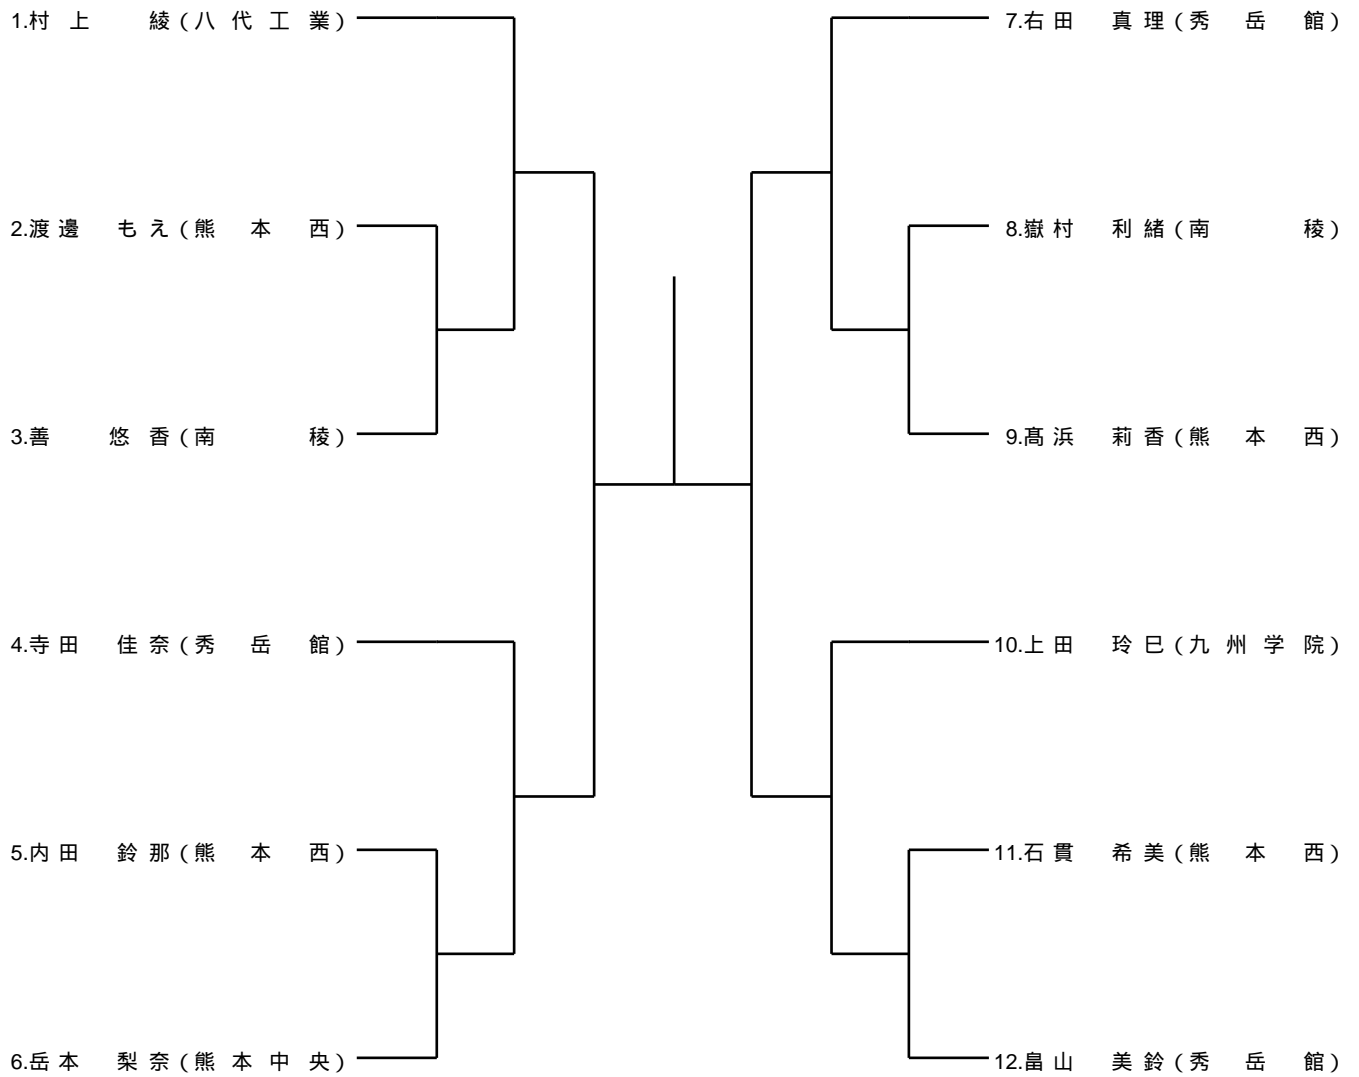 1.村上 綾(八代工業)
2.渡邊 もえ(熊本西)
3.善 悠香(南稜)
4.寺田 佳奈(秀岳館)
5.内田 鈴那(熊本西)
6.岳本 梨奈(熊本中央)
7.右田 真理(秀岳館)
8.嶽村 利緒(南稜)
9.髙浜 莉香(熊本西)
10.上田 玲巳(九州学院)
11.石貫 希美(熊本西)
12.畠山 美鈴(秀岳館)